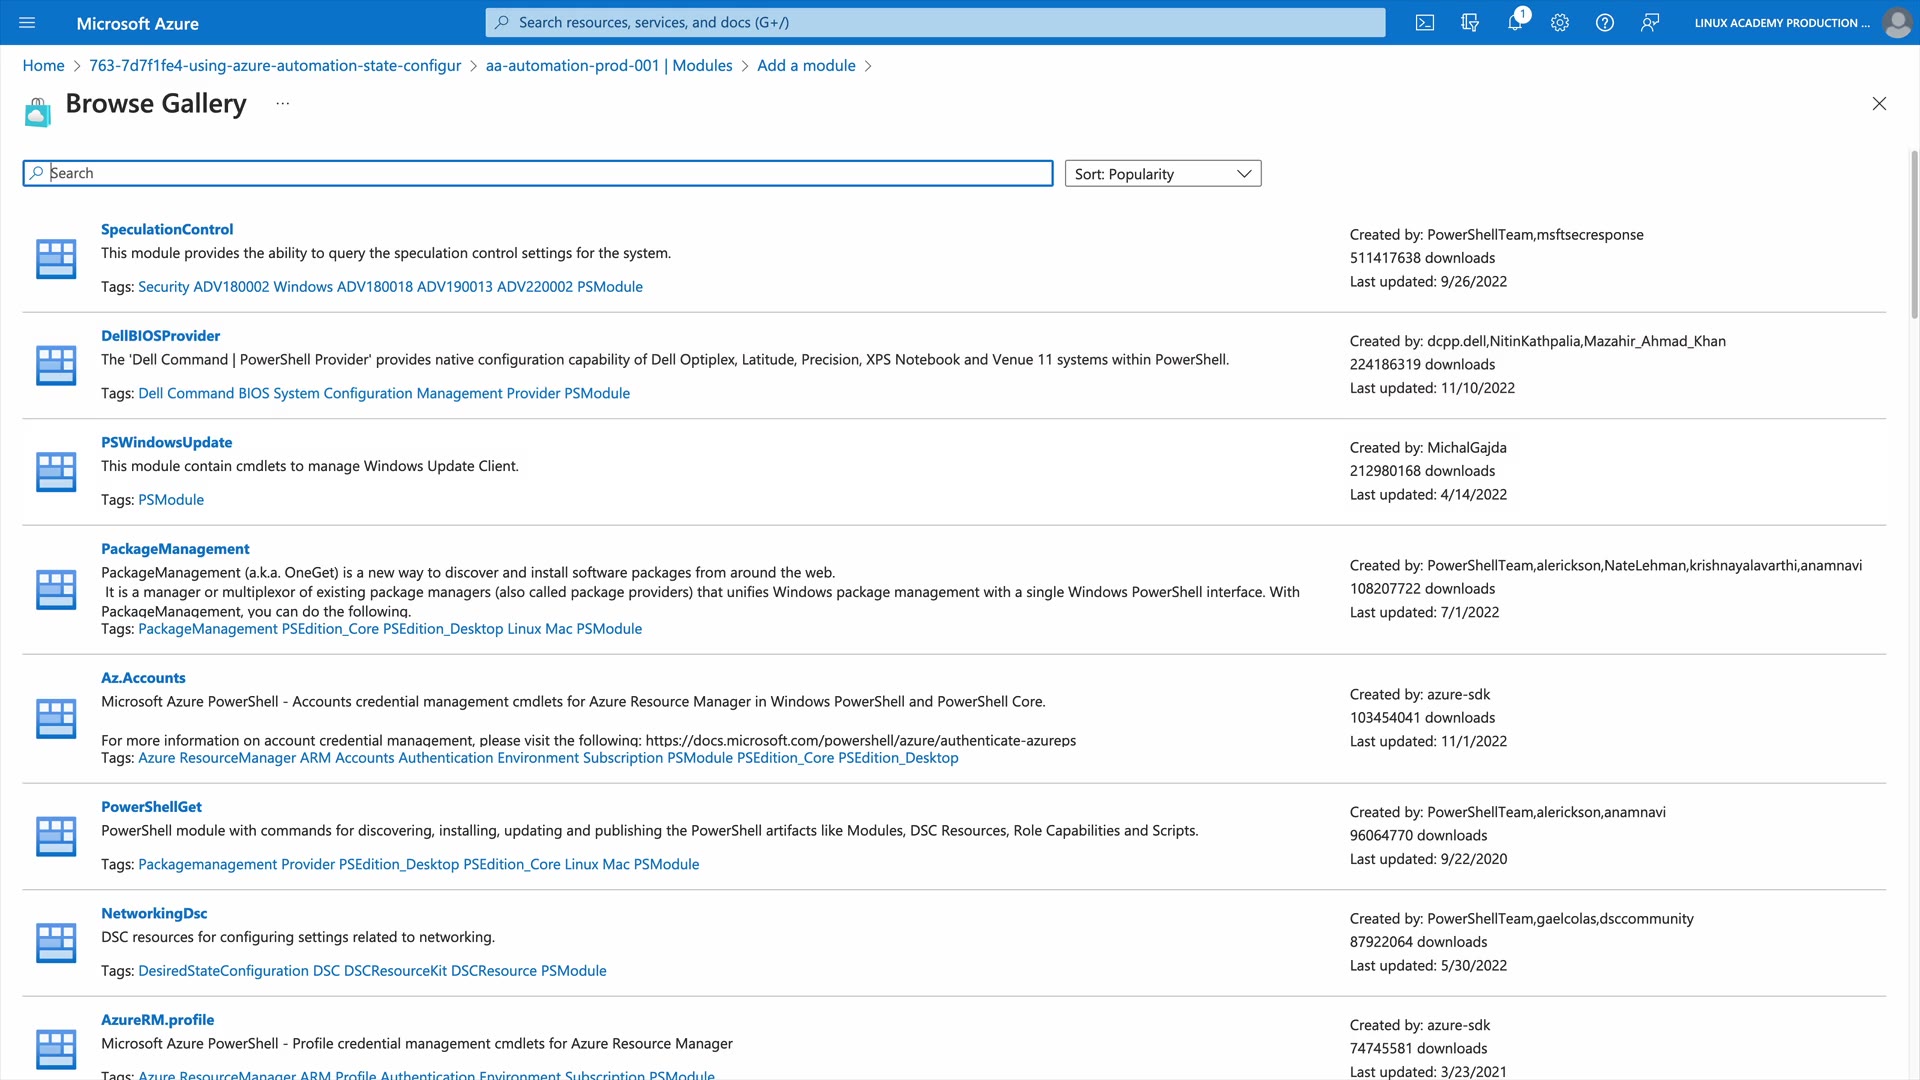 Microsoft Azure
Search resources, services, and docs (G+/)
1
LINUX ACADEMY PRODUCTION ...
Home > 763-7d7f1fe4-using-azure-automation-state-configur > aa-automation-prod-001 | Modules > Add a module >
Browse Gallery ...
Search
Sort: Popularity
SpeculationControl
This module provides the ability to query the speculation control settings for the system.
Tags: Security ADV180002 Windows ADV180018 ADV190013 ADV220002 PSModule
Created by: PowerShellTeam,msftsecresponse
511417638 downloads
Last updated: 9/26/2022
DellBIOSProvider
The 'Dell Command | PowerShell Provider' provides native configuration capability of Dell Optiplex, Latitude, Precision, XPS Notebook and Venue 11 systems within PowerShell.
Tags: Dell Command BIOS System Configuration Management Provider PSModule
Created by: dcpp.dell,NitinKathpalia,Mazahir_Ahmad_Khan
224186319 downloads
Last updated: 11/10/2022
PSWindowsUpdate
This module contain cmdlets to manage Windows Update Client.
Tags: PSModule
Created by: MichalGajda
212980168 downloads
Last updated: 4/14/2022
PackageManagement
PackageManagement (a.k.a. OneGet) is a new way to discover and install software packages from around the web.
It is a manager or multiplexor of existing package managers (also called package providers) that unifies Windows package management with a single Windows PowerShell interface. With
PackageManagement, you can do the following.
Tags: PackageManagement PSEdition_Core PSEdition_Desktop Linux Mac PSModule
Created by: PowerShellTeam,alerickson,NateLehman,krishnayalavarthi,anamnavi
108207722 downloads
Last updated: 7/1/2022
Az.Accounts
Microsoft Azure PowerShell - Accounts credential management cmdlets for Azure Resource Manager in Windows PowerShell and PowerShell Core.
For more information on account credential management, please visit the following: https://docs.microsoft.com/powershell/azure/authenticate-azureps
Tags: Azure ResourceManager ARM Accounts Authentication Environment Subscription PSModule PSEdition_Core PSEdition_Desktop
Created by: azure-sdk
103454041 downloads
Last updated: 11/1/2022
PowerShellGet
PowerShell module with commands for discovering, installing, updating and publishing the PowerShell artifacts like Modules, DSC Resources, Role Capabilities and Scripts.
Tags: Packagemanagement Provider PSEdition_Desktop PSEdition_Core Linux Mac PSModule
Created by: PowerShellTeam,alerickson,anamnavi
96064770 downloads
Last updated: 9/22/2020
NetworkingDsc
DSC resources for configuring settings related to networking.
Tags: DesiredStateConfiguration DSC DSCResourceKit DSCResource PSModule
Created by: PowerShellTeam,gaelcolas,dsccommunity
87922064 downloads
Last updated: 5/30/2022
AzureRM.profile
Microsoft Azure PowerShell - Profile credential management cmdlets for Azure Resource Manager
Tags: Azure ResourceManager ARM Profile Authentication Environment Subscription PSModule
Created by: azure-sdk
74745581 downloads
Last updated: 3/23/2021